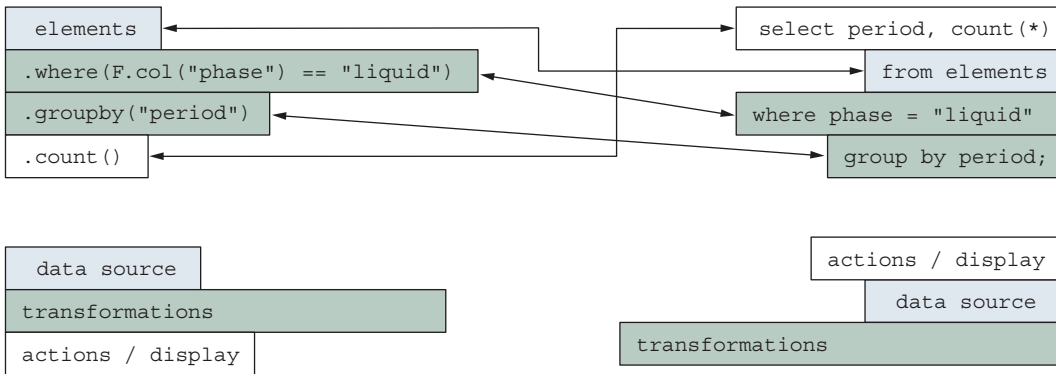 elements
.where(F.col("phase") == "liquid")
.groupby("period")
.count()
select period, count(*)
from elements
where phase = "liquid"
group by period;
data source
transformations
actions / display
actions / display
data source
transformations